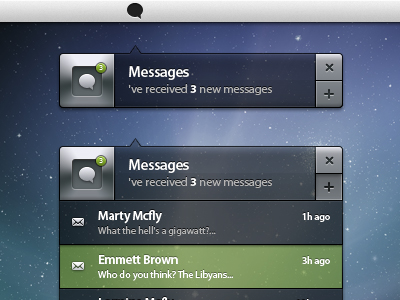 3
Messages
've received 3 new messages
3
Messages
've received 3 new messages
Marty Mcfly 1h ago
What the hell's a gigawatt?...
Emmett Brown 3h ago
Who do you think? The Libyans...